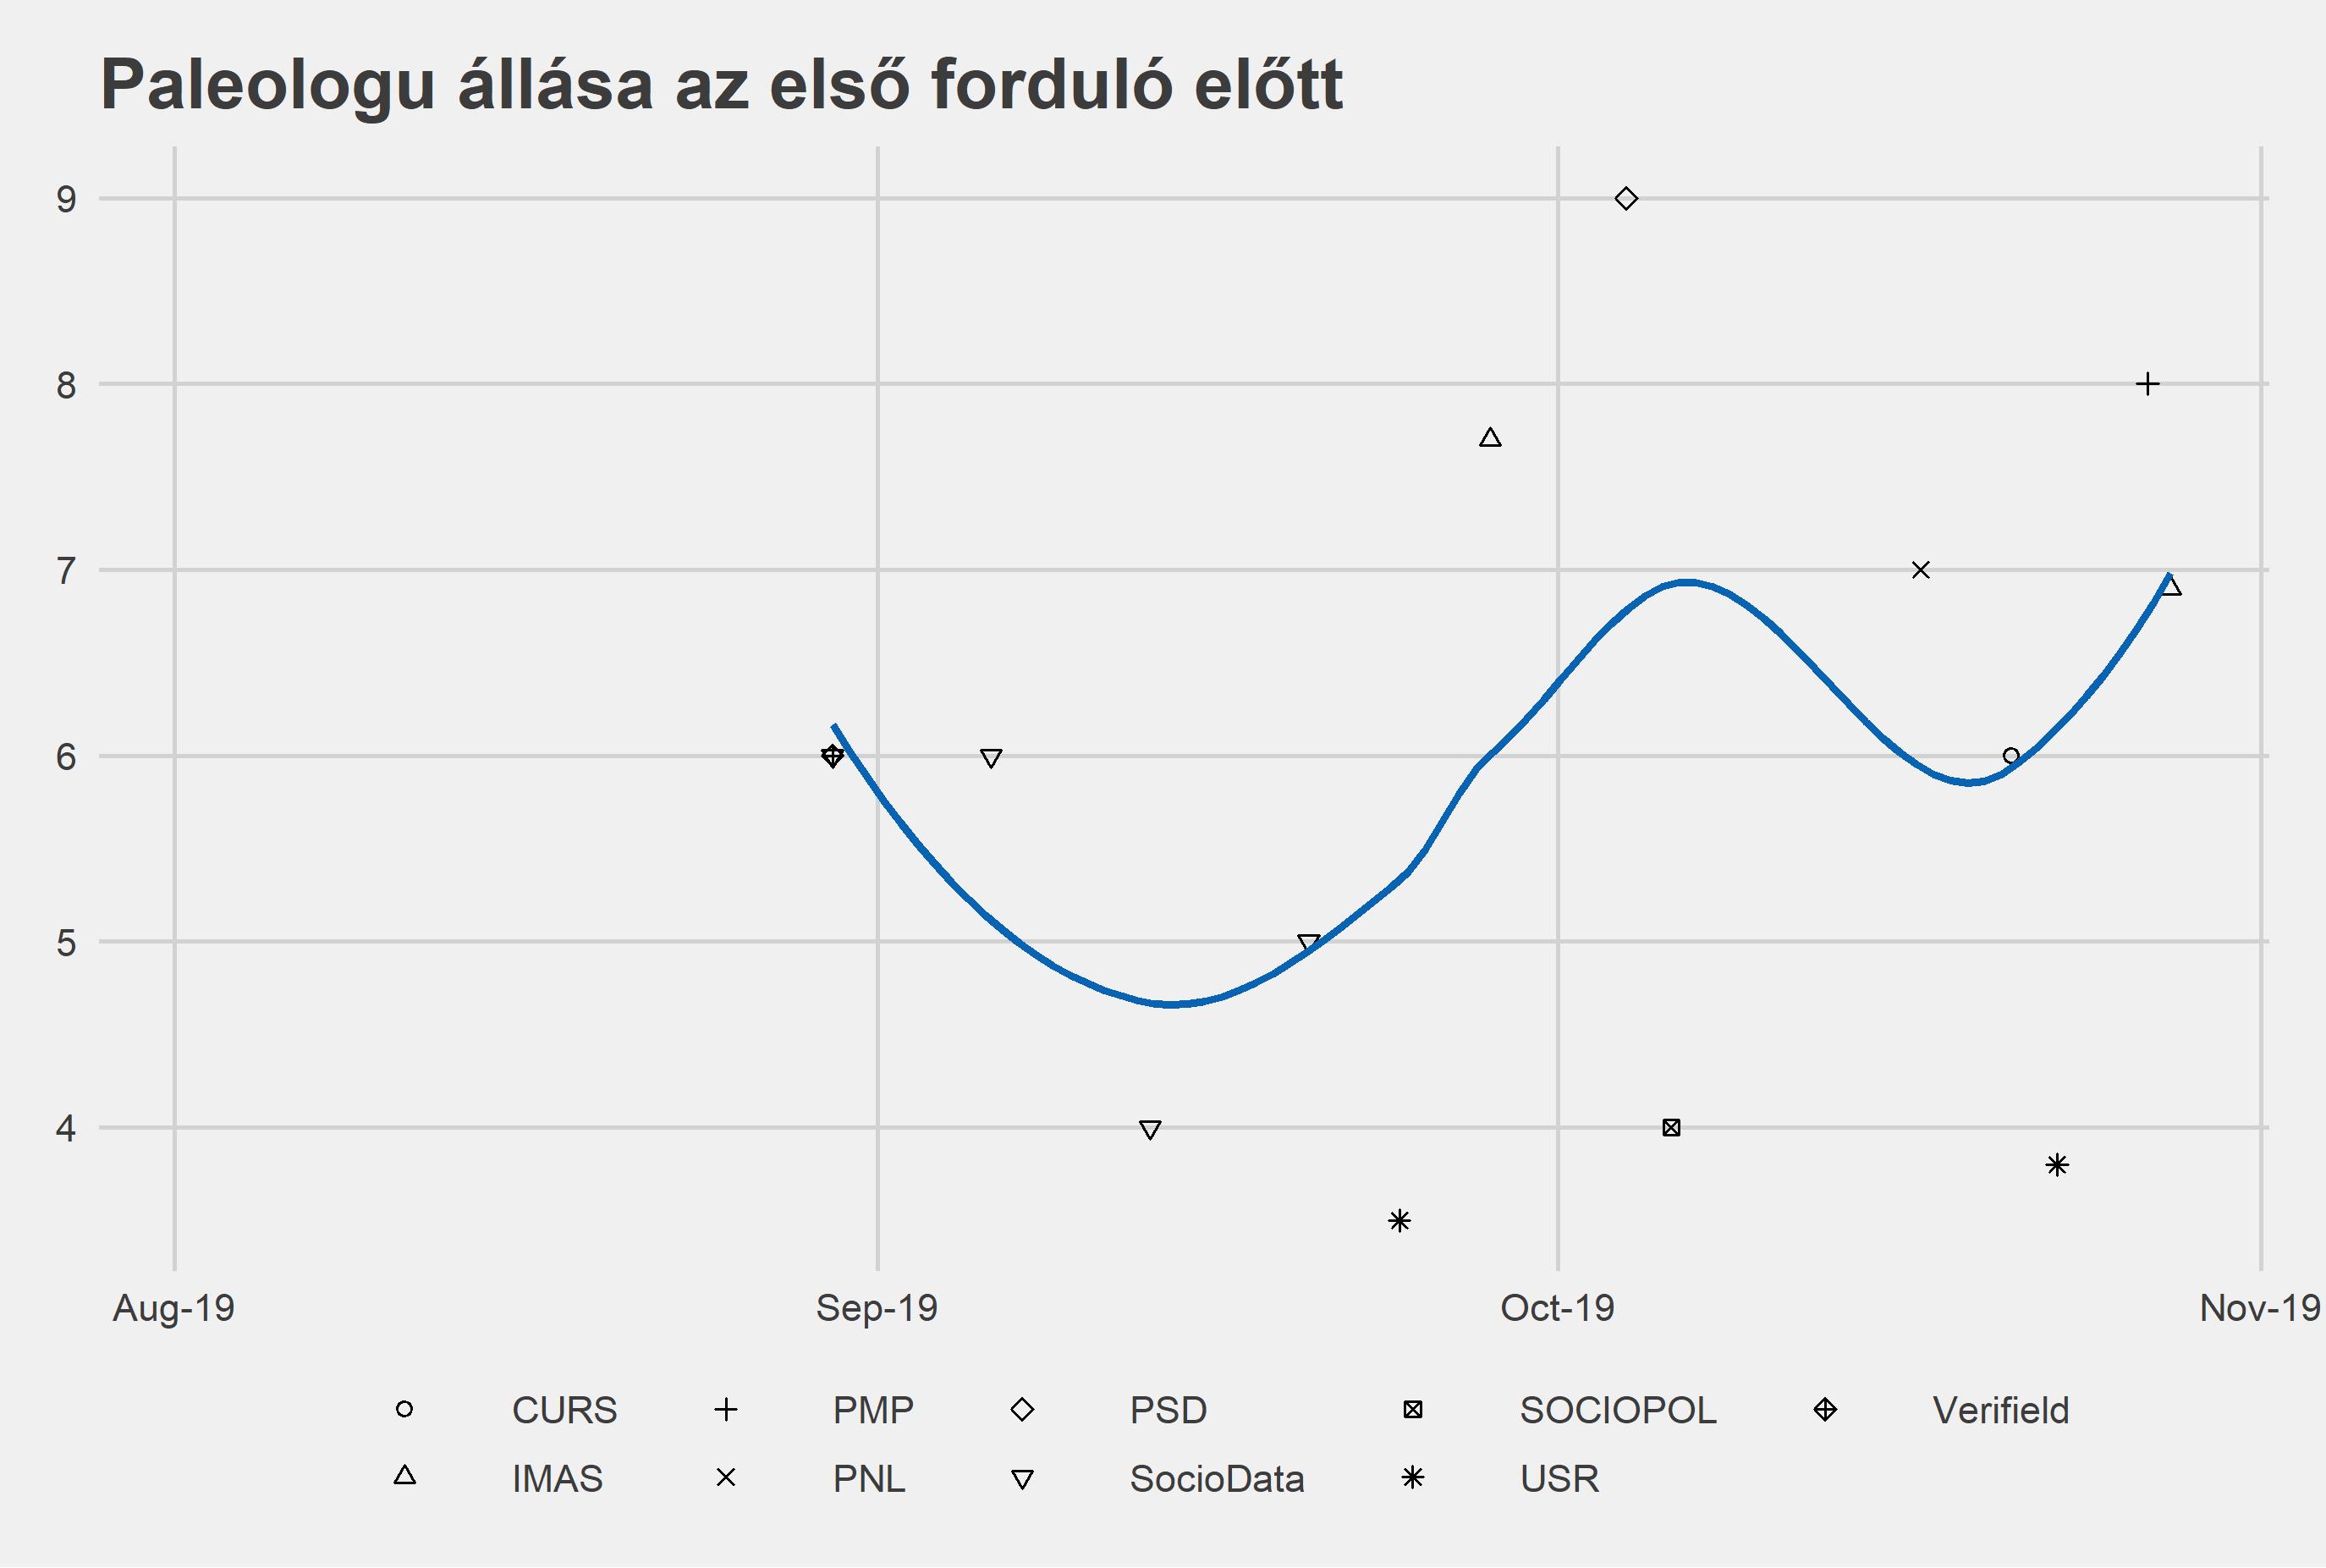 Paleologu állása az első forduló előtt
9
8
7
6
5
4
Aug-19 Sep-19 Oct-19 Nov-19
CURS PMP PSD SOCIOPOL Verifield
IMAS PNL SocioData USR